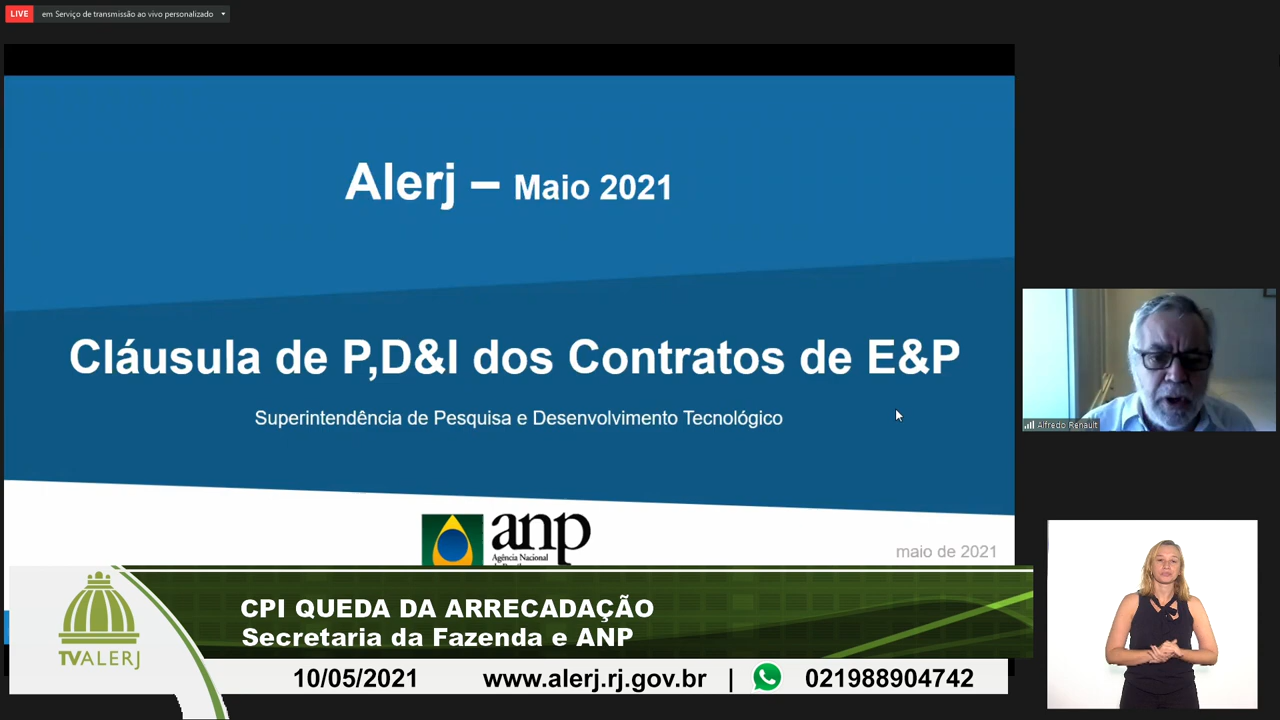 LIVE em Serviço de transmissão ao vivo personalizado
Alerj – Maio 2021
Cláusula de P,D&I dos Contratos de E&P
Superintendência de Pesquisa e Desenvolvimento Tecnológico
Alfredo Renault
anp
Agência Nacional
maio de 2021
CPI QUEDA DA ARRECADAÇÃO
Secretaria da Fazenda e ANP
TVALERJ
10/05/2021 www.alerj.rj.gov.br | 021988904742